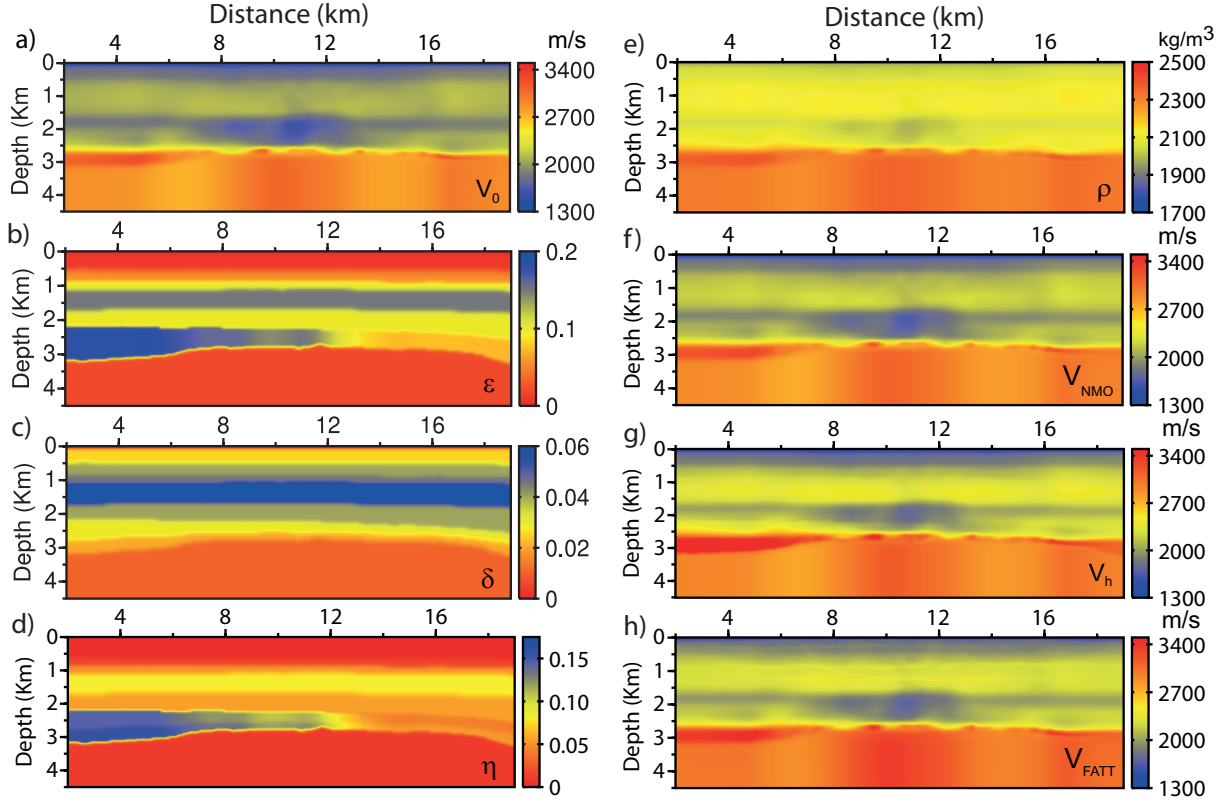 Distance (km)
a) 4 8 12 16 m/s
0 1 2 3 4
Depth (Km
3400 2700 2000 1300
V0
b) 4 8 12 16
0 1 2 3 4
Depth (Km)
0.2 0.1 0
ε
c) 4 8 12 16
0 1 2 3 4
Depth (Km)
0.06 0.04 0.02 0
δ
d) 4 8 12 16
0 1 2 3 4
Depth (Km)
0.15 0.10 0.05 0
η
Distance (km)
e) 4 8 12 16 kg/m³
0 1 2 3 4
Depth (Km)
2500 2300 2100 1900 1700
ρ
f) 4 8 12 16 m/s
0 1 2 3 4
Depth (Km)
3400 2700 2000 1300
VNMO
g) 4 8 12 16 m/s
0 1 2 3 4
Depth (Km)
3400 2700 2000 1300
Vh
h) 4 8 12 16 m/s
0 1 2 3 4
Depth (Km)
3400 2700 2000 1300
VFATT